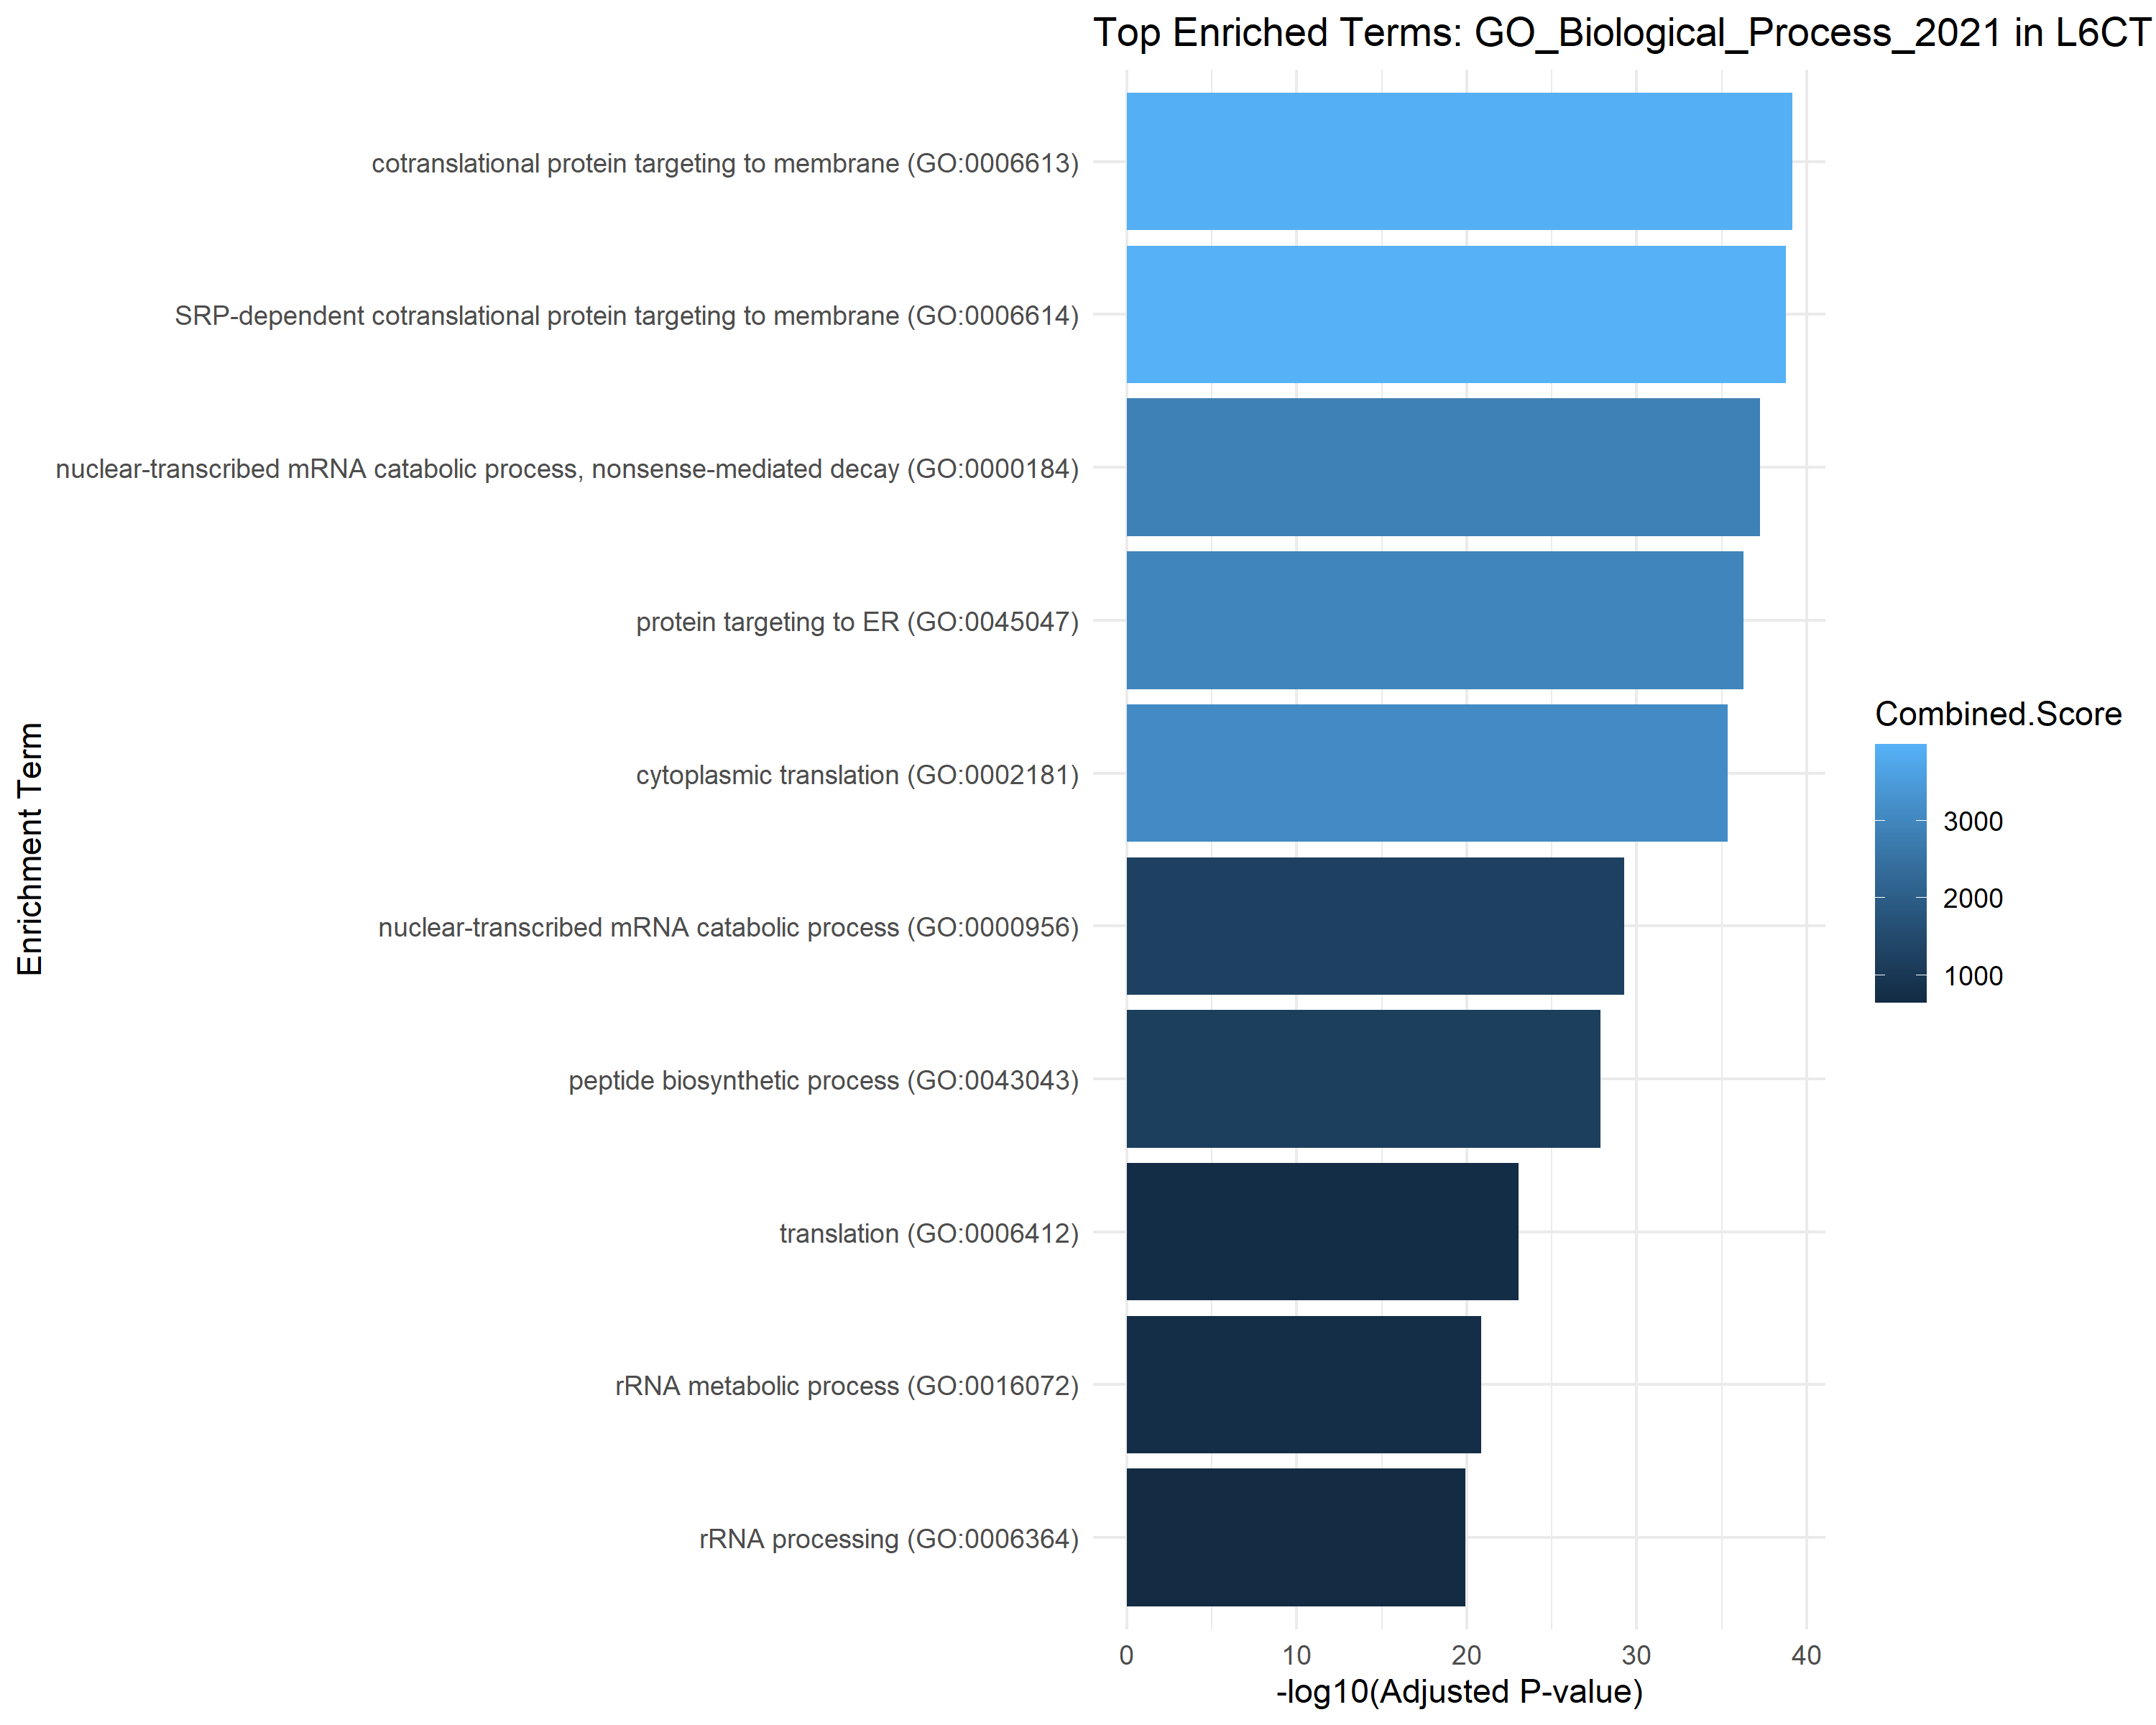 Top Enriched Terms: GO_Biological_Process_2021 in L6CT
cotranslational protein targeting to membrane (GO:0006613)
SRP-dependent cotranslational protein targeting to membrane (GO:0006614)
nuclear-transcribed mRNA catabolic process, nonsense-mediated decay (GO:0000184)
protein targeting to ER (GO:0045047)
cytoplasmic translation (GO:0002181)
nuclear-transcribed mRNA catabolic process (GO:0000956)
peptide biosynthetic process (GO:0043043)
translation (GO:0006412)
rRNA metabolic process (GO:0016072)
rRNA processing (GO:0006364)
Enrichment Term
0 10 20 30 40
-log10(Adjusted P-value)
Combined.Score
3000
2000
1000